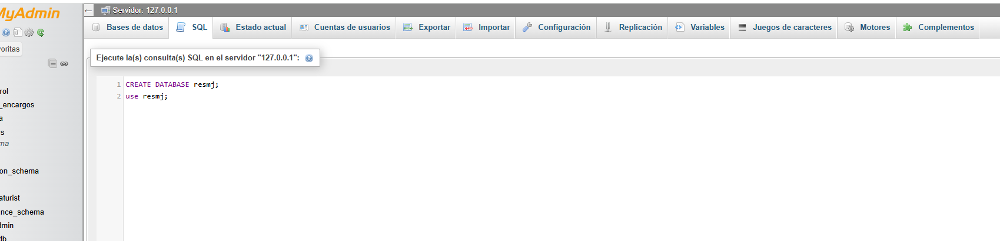 MyAdmin
Servidor: 127.0.0.1
Bases de datos
SQL
Estado actual
Cuentas de usuarios
Exportar
Importar
Configuración
Replicación
Variables
Juegos de caracteres
Motores
Complementos
voritas
rol
_encargos
a
s
ma
on_schema
aturist
nce_schema
dmin
db
Ejecute la(s) consulta(s) SQL en el servidor "127.0.0.1":
1 CREATE DATABASE resmj;
2 use resmj;